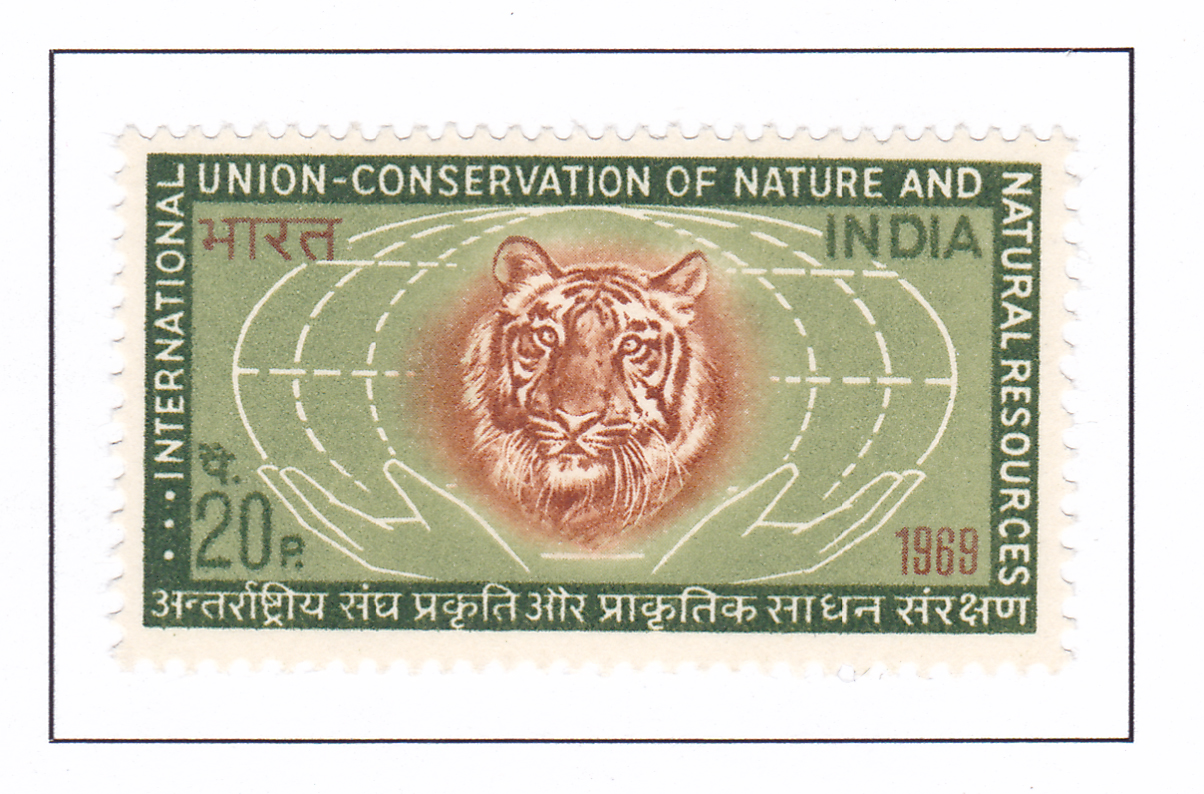 INTERNATIONAL
UNION-CONSERVATION OF NATURE AND
NATURAL RESOURCES
भारत
INDIA
पै.
20 P.
1969
अन्तर्राष्ट्रीय संघ प्रकृति और प्राकृतिक साधन संरक्षण